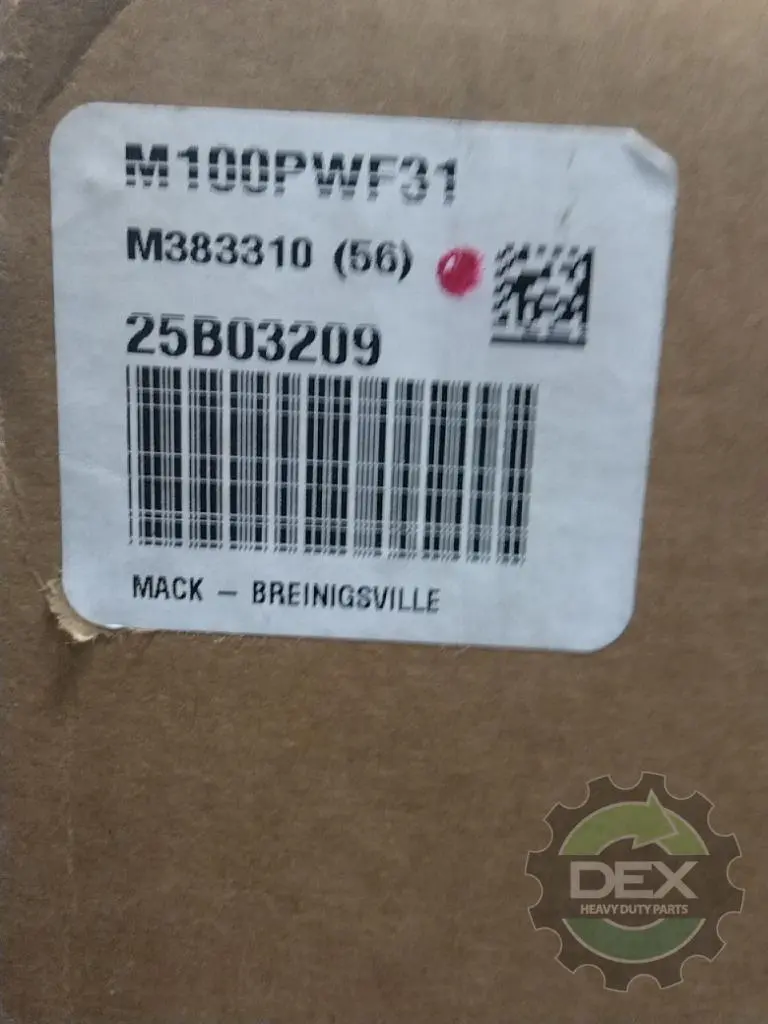 M100PWF31
M383310 (56)
25B03209
MACK – BREINIGSVILLE
DEX
HEAVY DUTY PARTS